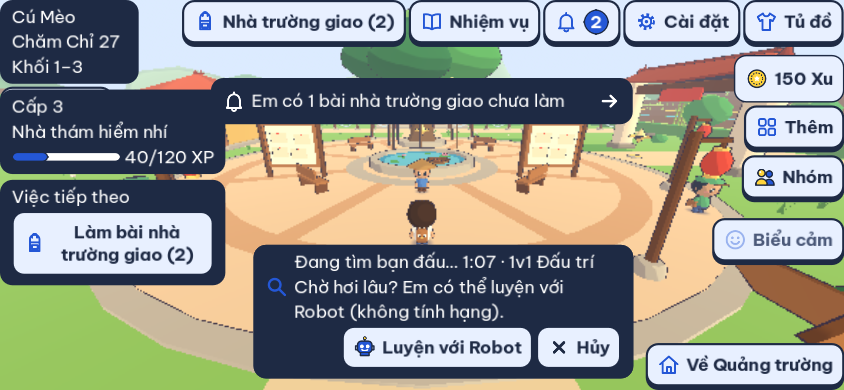 Cú Mèo
Chăm Chỉ 27
Khối 1–3
Nhà trường giao (2)
Nhiệm vụ
2
Cài đặt
Tủ đồ
150 Xu
Em có 1 bài nhà trường giao chưa làm
Cấp 3
Nhà thám hiểm nhí
40/120 XP
Thêm
Nhóm
Việc tiếp theo
Làm bài nhà
trường giao (2)
Biểu cảm
Đang tìm bạn đấu... 1:07 · 1v1 Đấu trí
Chờ hơi lâu? Em có thể luyện với
Robot (không tính hạng).
Luyện với Robot
Hủy
Về Quảng trường